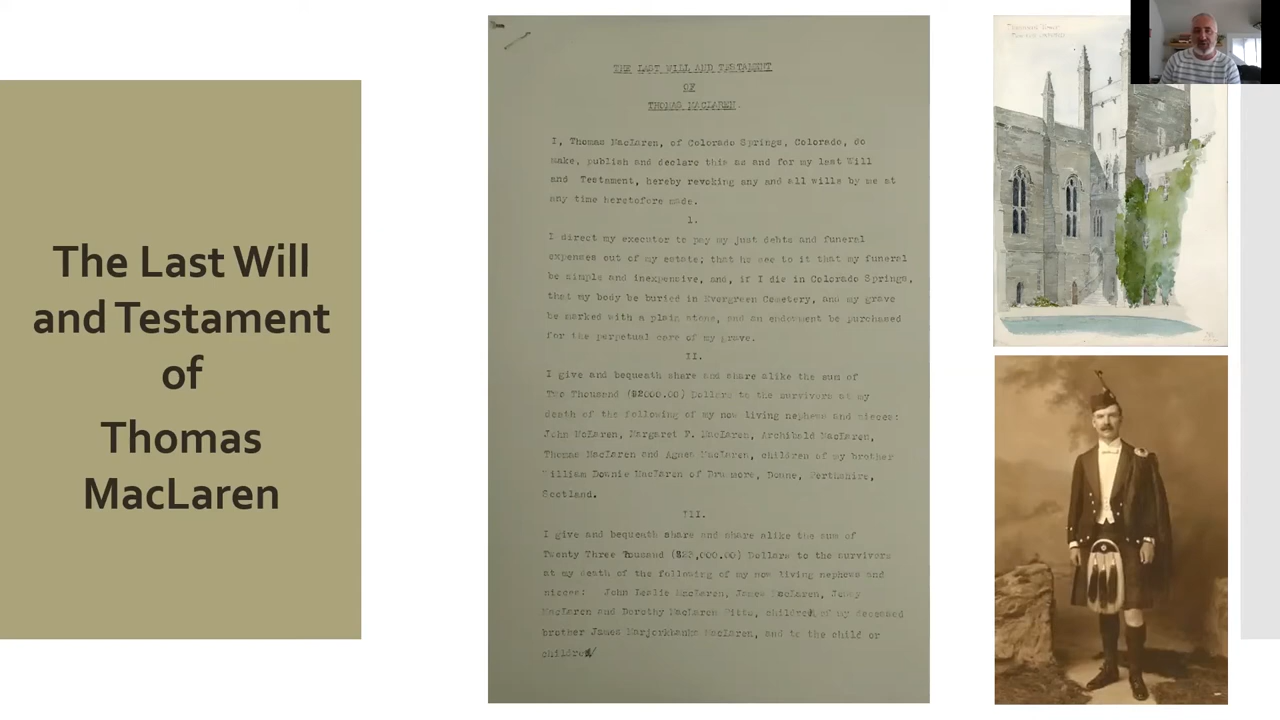 The Last Will
and Testament
of
Thomas
MacLaren
THE LAST WILL AND TESTAMENT
OF
THOMAS MACLAREN.
I, Thomas MacLaren, of Colorado Springs, Colorado, do
make, publish and declare this as and for my last Will
and Testament, hereby revoking any and all wills by me at
any time heretofore made.
1.
I direct my executor to pay my just debts and funeral
expenses out of my estate; that he see to it that my funeral
be simple and inexpensive, and, if I die in Colorado Springs,
that my body be buried in Evergreen Cemetery, and my grave
be marked with a plain stone, and an endowment be purchased
for the perpetual care of my grave.
II.
I give and bequeath share and share alike the sum of
Two Thousand ($2000.00) Dollars to the survivors at my
death of the following of my now living nephews and nieces:
John McLaren, Margaret F. MacLaren, Archibald MacLaren,
Thomas MacLaren and Agnes MacLaren, children of my brother
William Downie MacLaren of Drumore, Doune, Perthshire,
Scotland.
III.
I give and bequeath share and share alike the sum of
Twenty Three Tousand ($23,000.00) Dollars to the survivors
at my death of the following of my now living nephews and
nieces: John Leslie MacLaren, James MacLaren, Jenny
MacLaren and Dorothy MacLaren, children of my deceased
brother James Marjorkbanks MacLaren, and to the child or
children